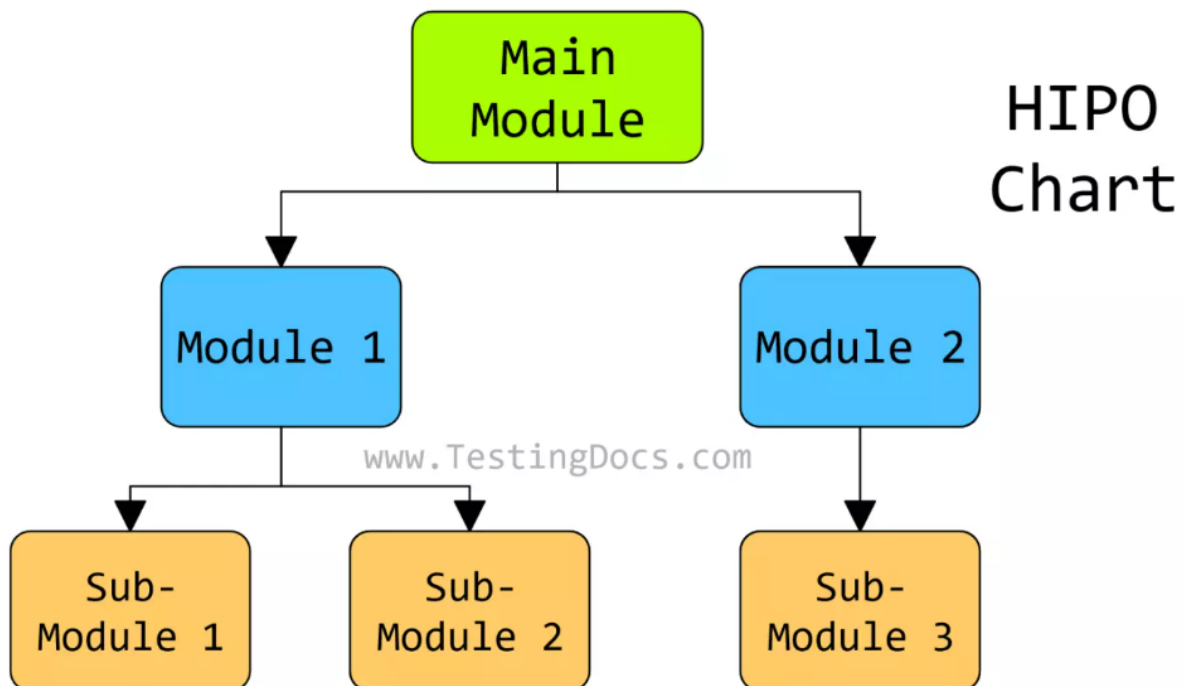 Main
Module
HIPO
Chart
Module 1
Module 2
www.TestingDocs.com
Sub-
Module 1
Sub-
Module 2
Sub-
Module 3